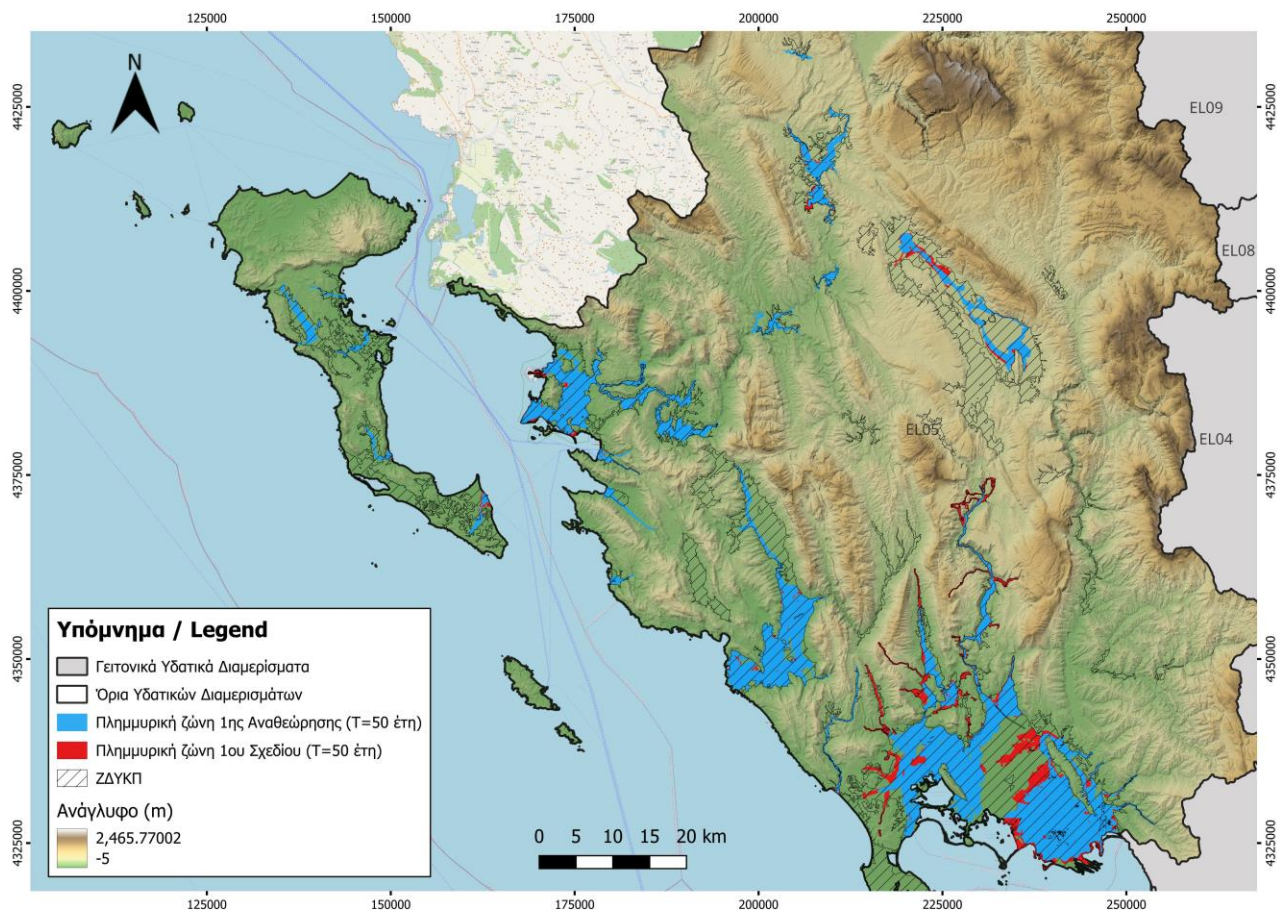 125000 150000 175000 200000 225000 250000
N
4425000 4425000
EL09
EL08
4400000 4400000
EL05
EL04
4375000 4375000
4350000 4350000
4325000 4325000
Υπόμνημα / Legend
Γειτονικά Υδατικά Διαμερίσματα
Όρια Υδατικών Διαμερισμάτων
Πλημμυρική ζώνη 1ης Αναθεώρησης (T=50 έτη)
Πλημμυρική ζώνη 1ου Σχεδίου (T=50 έτη)
ΖΔΥΚΠ
Ανάγλυφο (m)
2,465.77002
-5
0 5 10 15 20 km
125000 150000 175000 200000 225000 250000